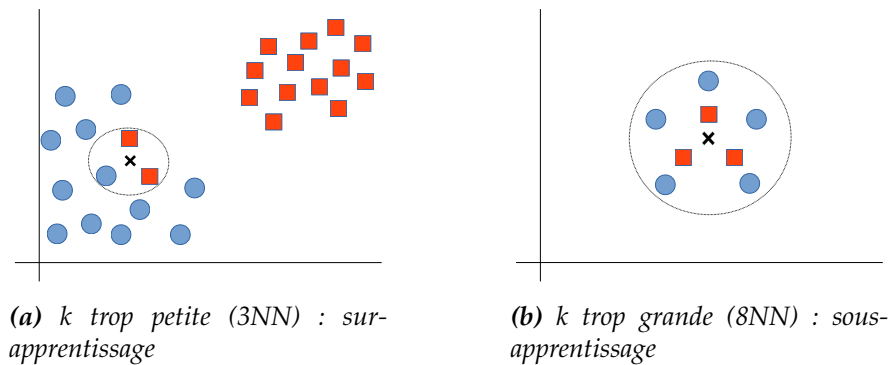 (a) k trop petite (3NN) : sur-
apprentissage
(b) k trop grande (8NN) : sous-
apprentissage